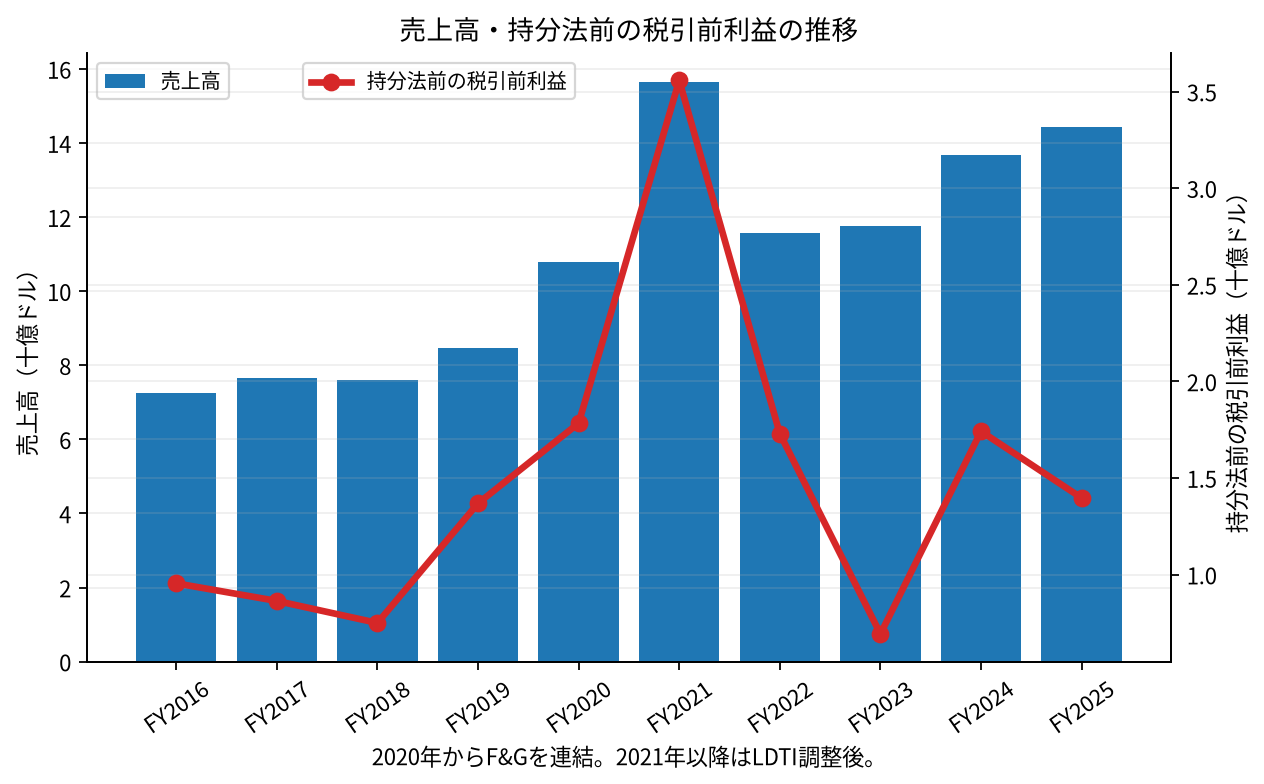 売上高・持分法前の税引前利益の推移
売上高
持分法前の税引前利益
売上高（十億ドル）
16
14
12
10
8
6
4
2
0
3.5
3.0
2.5
2.0
1.5
1.0
持分法前の税引前利益（十億ドル）
FY2016
FY2017
FY2018
FY2019
FY2020
FY2021
FY2022
FY2023
FY2024
FY2025
2020年からF&Gを連結。2021年以降はLDTI調整後。